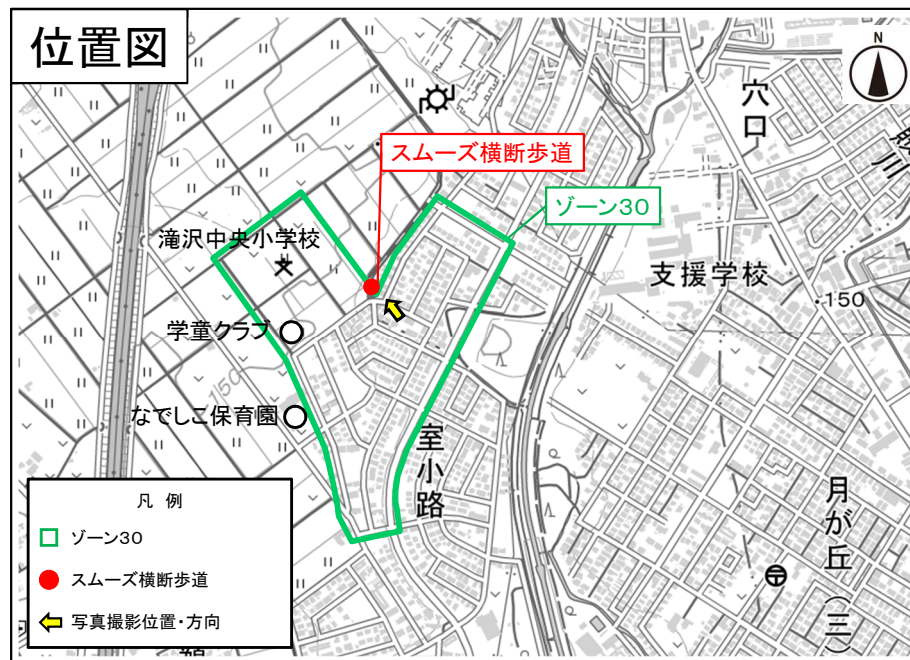 位置図
N
穴口
スムーズ横断歩道
ゾーン30
滝沢中央小学校
支援学校
・150
学童クラブ
150
なでしこ保育園
室小路
月が丘(三)
凡 例
ゾーン30
スムーズ横断歩道
写真撮影位置・方向